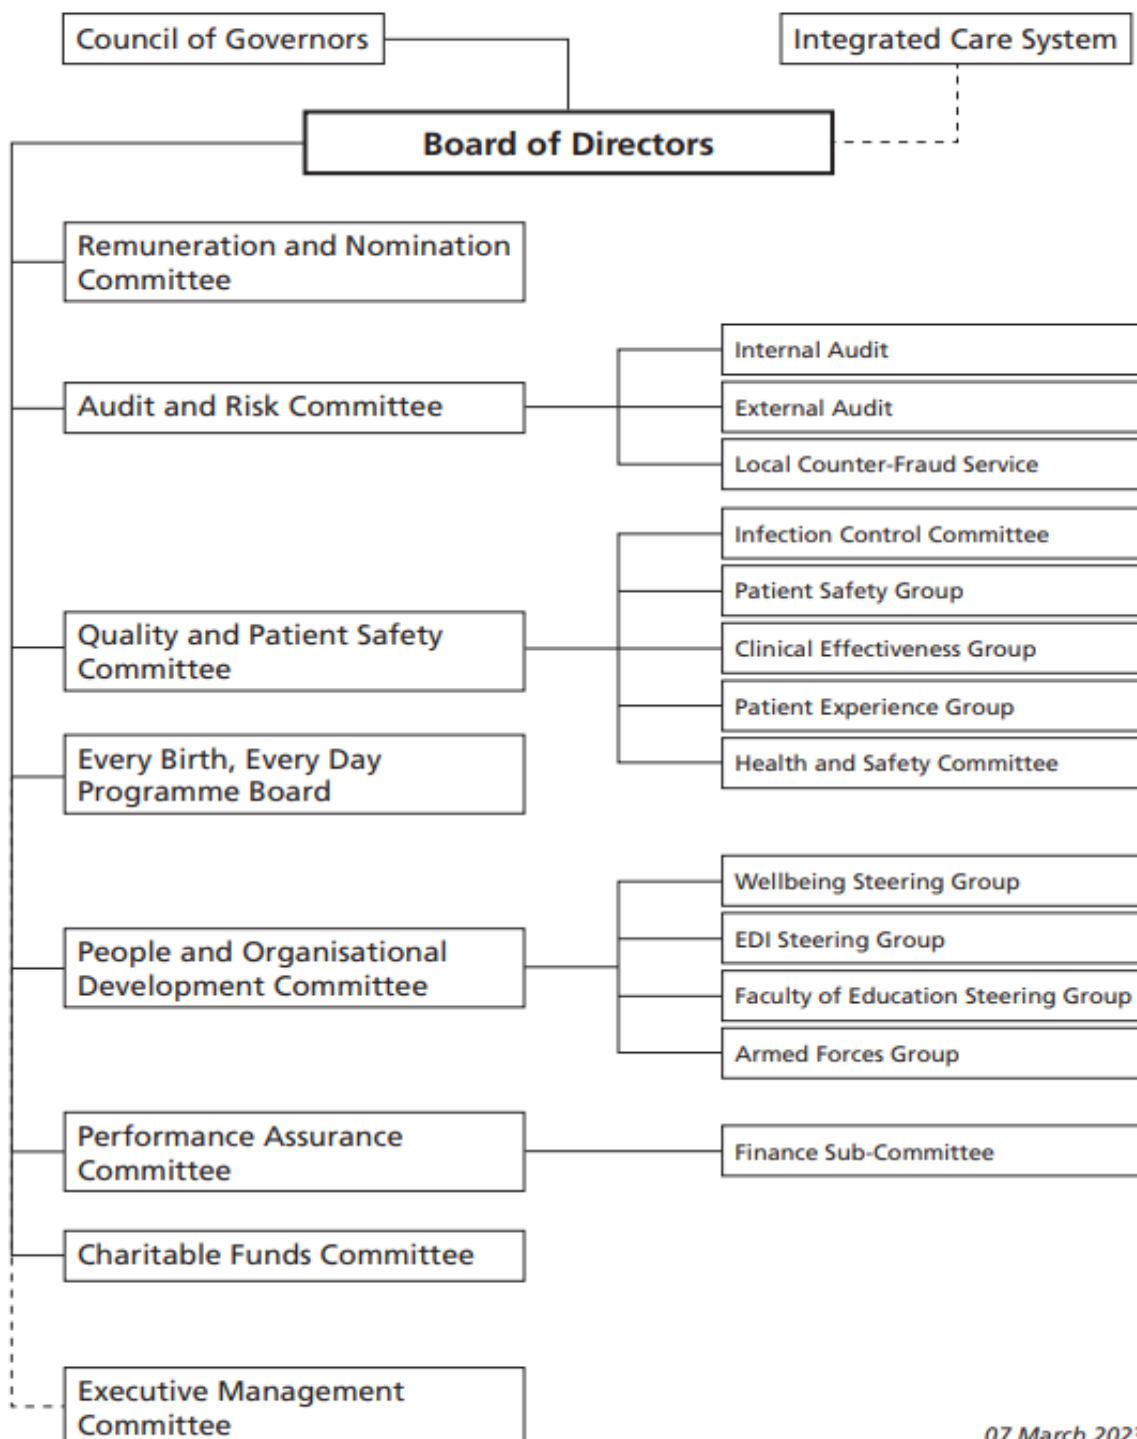 Council of Governors
Integrated Care System
Board of Directors
Remuneration and Nomination
Committee
Internal Audit
Audit and Risk Committee
External Audit
Local Counter-Fraud Service
Infection Control Committee
Patient Safety Group
Quality and Patient Safety
Committee
Clinical Effectiveness Group
Patient Experience Group
Every Birth, Every Day
Programme Board
Health and Safety Committee
Wellbeing Steering Group
EDI Steering Group
People and Organisational
Development Committee
Faculty of Education Steering Group
Armed Forces Group
Performance Assurance
Committee
Finance Sub-Committee
Charitable Funds Committee
Executive Management
Committee
07 March